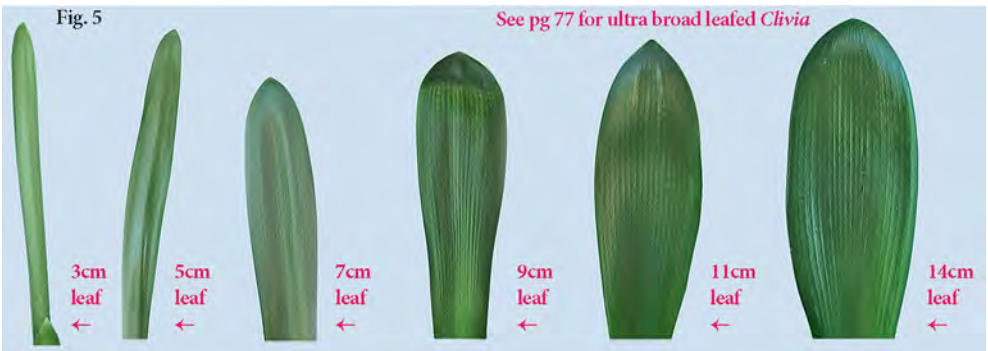 Fig. 5
See pg 77 for ultra broad leafed Clivia
3cm
leaf
←
5cm
leaf
←
7cm
leaf
←
9cm
leaf
←
11cm
leaf
←
14cm
leaf
←